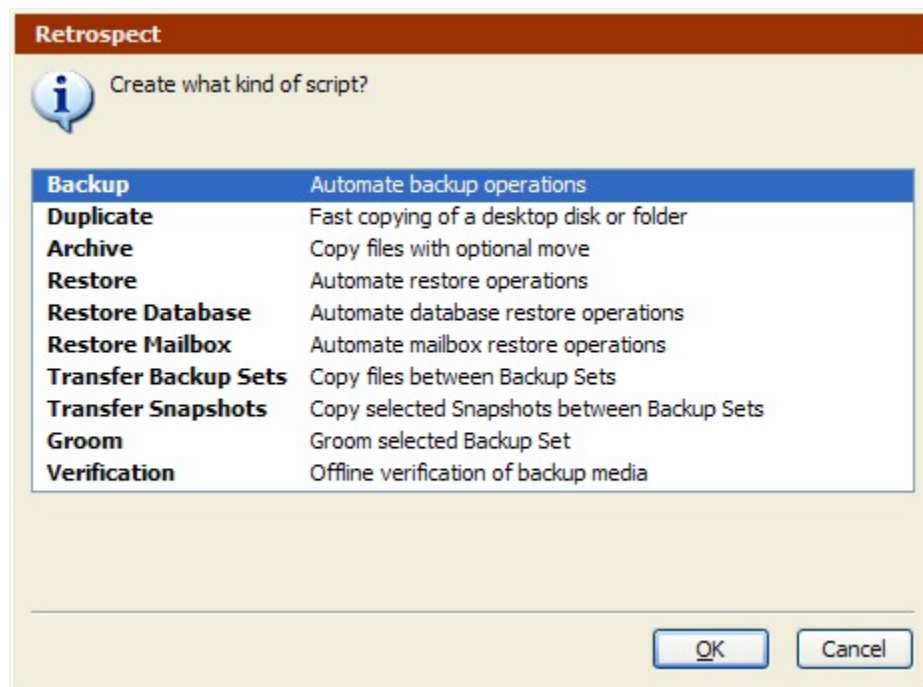 Retrospect
Create what kind of script?
Backup Automate backup operations
Duplicate Fast copying of a desktop disk or folder
Archive Copy files with optional move
Restore Automate restore operations
Restore Database Automate database restore operations
Restore Mailbox Automate mailbox restore operations
Transfer Backup Sets Copy files between Backup Sets
Transfer Snapshots Copy selected Snapshots between Backup Sets
Groom Groom selected Backup Set
Verification Offline verification of backup media
OK Cancel